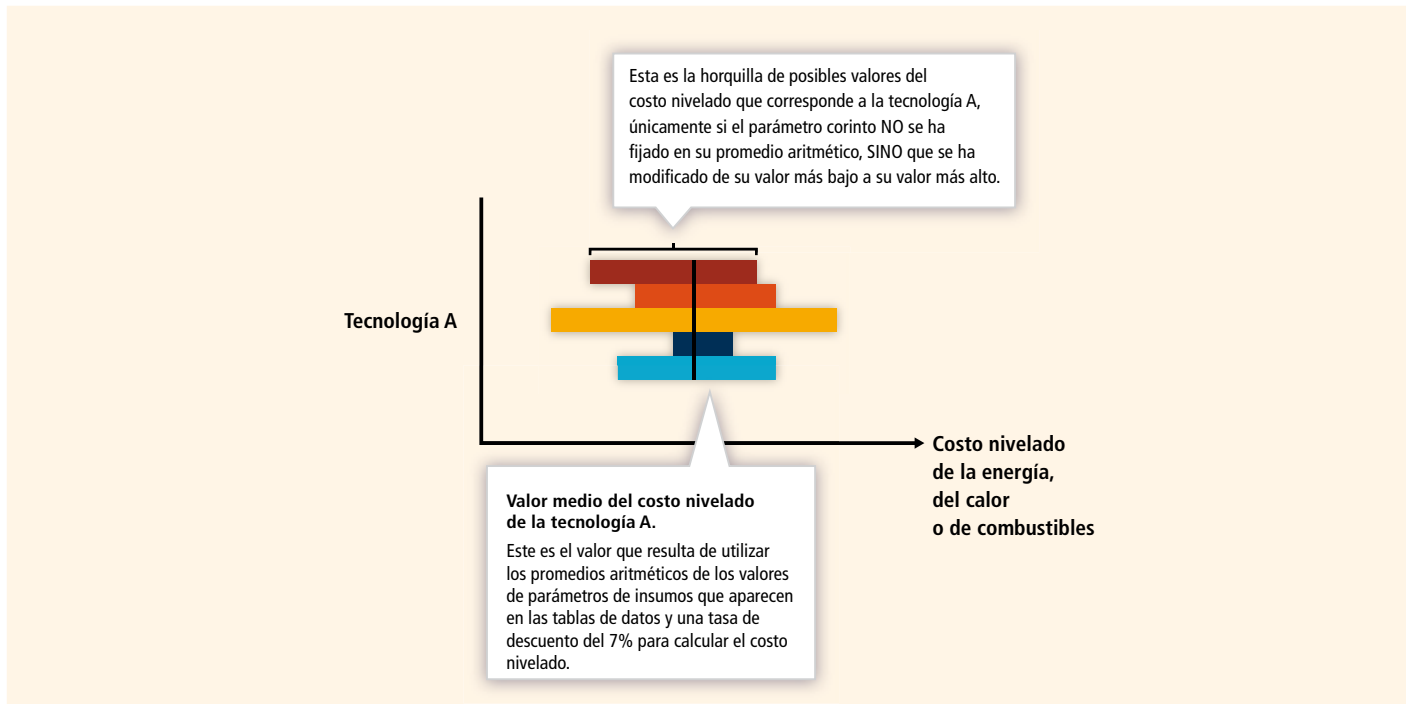 Esta es la horquilla de posibles valores del
costo nivelado que corresponde a la tecnología A,
únicamente si el parámetro corinto NO se ha
fijado en su promedio aritmético, SINO que se ha
modificado de su valor más bajo a su valor más alto.
Tecnología A
Costo nivelado
de la energía,
del calor
o de combustibles
Valor medio del costo nivelado
de la tecnología A.
Este es el valor que resulta de utilizar
los promedios aritméticos de los valores
de parámetros de insumos que aparecen
en las tablas de datos y una tasa de
descuento del 7% para calcular el costo
nivelado.